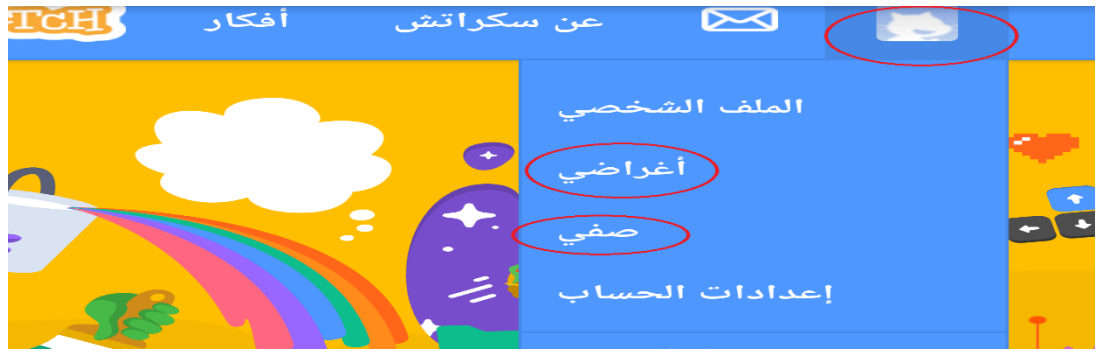 عن سكراتش أفكار
الملف الشخصي
أغراضي
صفي
إعدادات الحساب